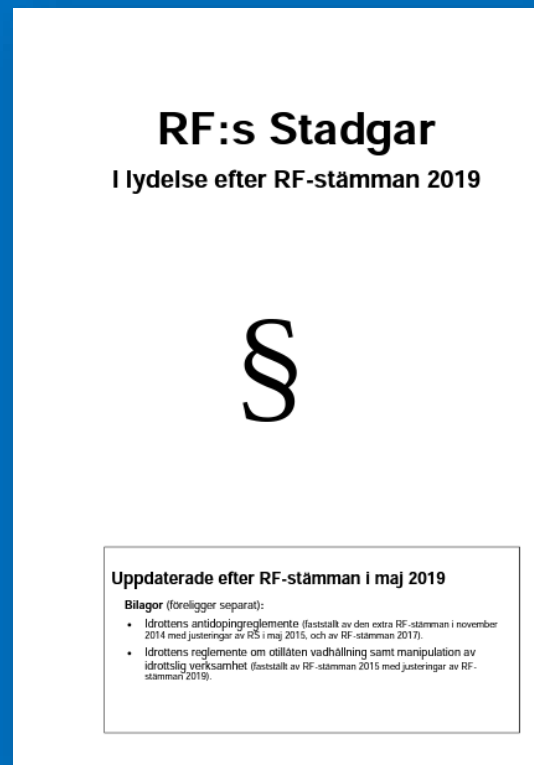 RF:s Stadgar
I lydelse efter RF-stämman 2019
§
Uppdaterade efter RF-stämman i maj 2019
Bilagor (föreligger separat):
• Idrottens antidopingreglemente (fastställt av den extra RF-stämman i november
2014 med justeringar av RS i maj 2015, och av RF-stämman 2017).
• Idrottens reglemente om otillåten vadhållning samt manipulation av
idrottslig verksamhet (fastställt av RF-stämman 2015 med justeringar av RF-
stämman 2019).